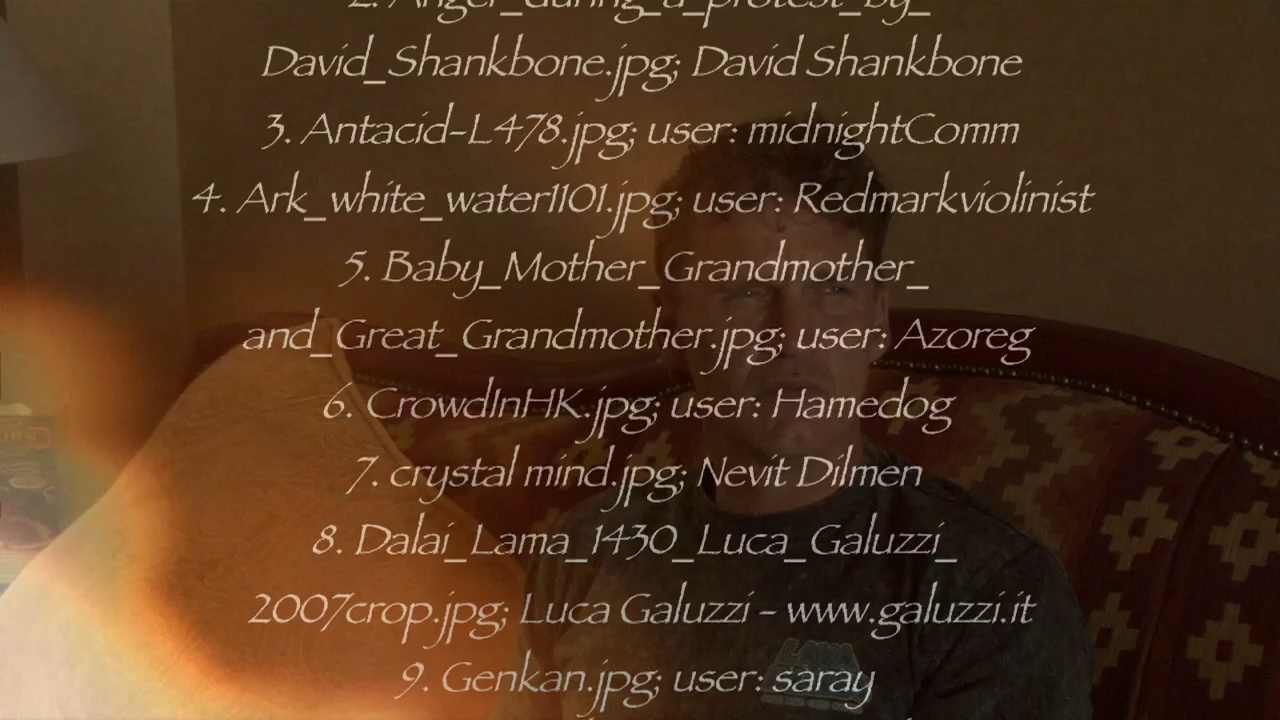 2. Anger_during_a_protest_by_
David_Shankbone.jpg; David Shankbone
3. Antacid-L478.jpg; user: midnightComm
4. Ark_white_water1101.jpg; user: Redmarkviolinist
5. Baby_Mother_Grandmother_
and_Great_Grandmother.jpg; user: Azoreg
6. CrowdInHK.jpg; user: Hamedog
7. crystal mind.jpg; Nevit Dilmen
8. Dalai_Lama_1430_Luca_Galuzzi_
2007crop.jpg; Luca Galuzzi - www.galuzzi.it
9. Genkan.jpg; user: saray